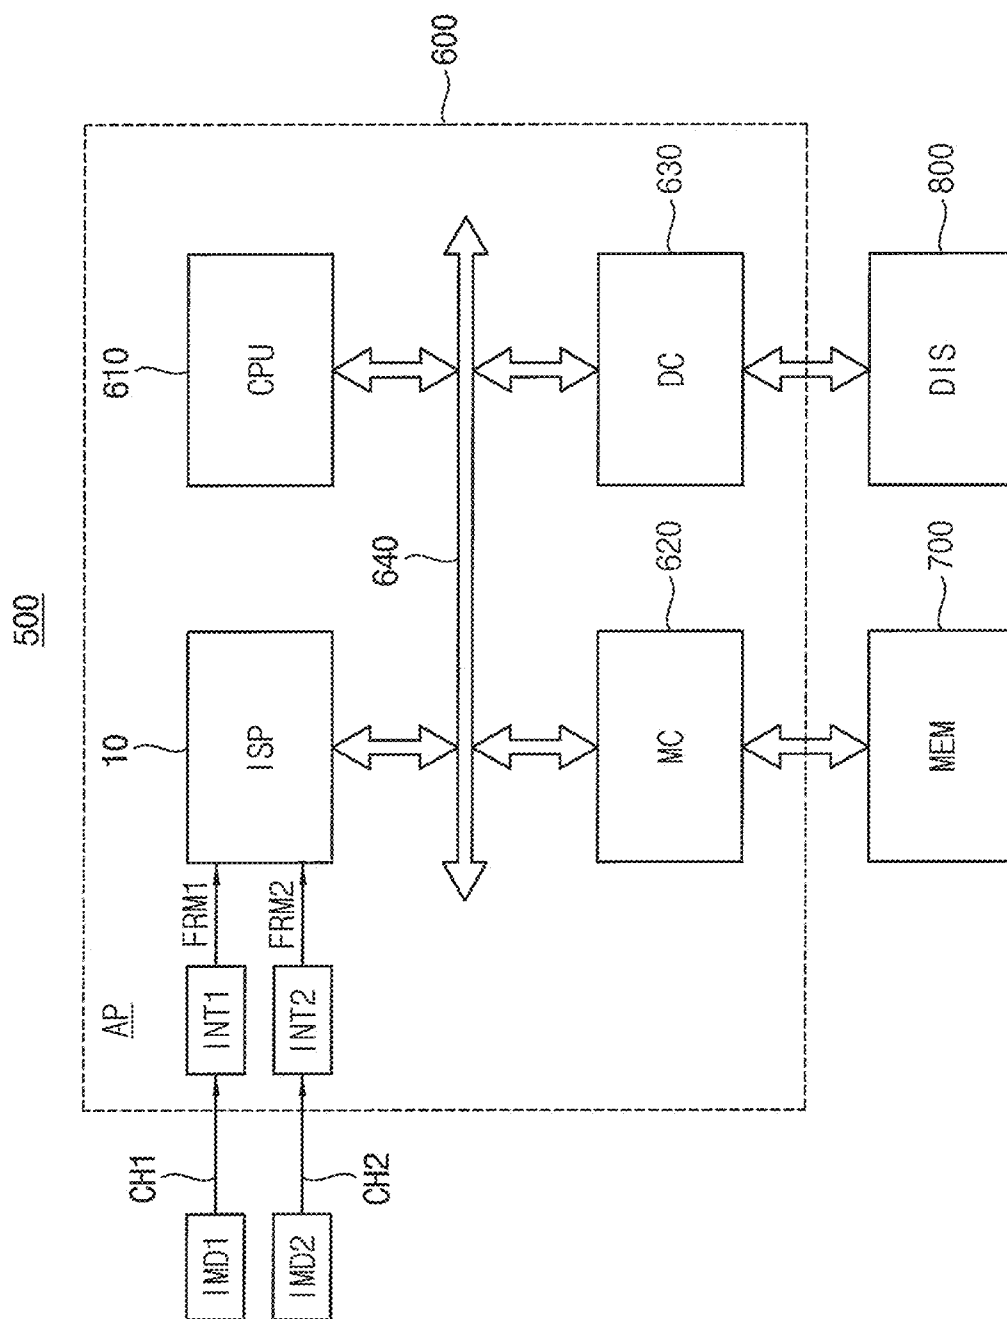 500
600
AP
610
CPU
10
ISP
FRM1
FRM2
INT1
INT2
CH1
CH2
IMD1
IMD2
640
630
DC
620
MC
800
DIS
700
MEM